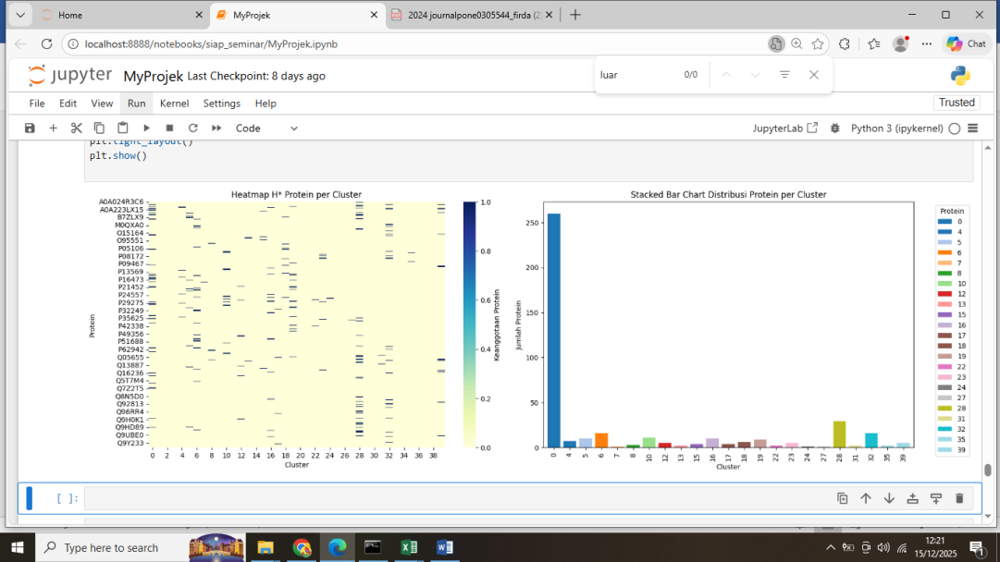 Home
MyProjek
2024 journalpone0305544_firda (2
localhost:8888/notebooks/siap_seminar/MyProjek.ipynb
Chat
jupyter MyProjek Last Checkpoint: 8 days ago
luar 0/0
File Edit View Run Kernel Settings Help
Trusted
Code
JupyterLab
Python 3 (ipykernel)
plt.tight_layout()
plt.show()
Heatmap H* Protein per Cluster
Protein
A0A024R3C6
A0A223LX15
B7ZLX9
M0QXA0
O15164
O95551
P05106
P08172
P09467
P13569
P16473
P21452
P24557
P29275
P32249
P35625
P42338
P49356
P51688
P62942
Q05655
Q13887
Q16236
Q5T7M4
Q7Z2T5
Q8N5D0
Q92813
Q96RR4
Q9H0K1
Q9HD89
Q9UBE0
Q9Y233
0 2 4 6 8 10 12 14 16 18 20 22 24 26 28 30 32 34 36 38
Cluster
1.0
0.8
0.6
0.4
0.2
0.0
Keanggotaan Protein
Stacked Bar Chart Distribusi Protein per Cluster
Jumlah Protein
250
200
150
100
50
0
0 4 5 6 7 8 10 12 13 15 16 17 18 19 22 23 24 27 28 31 32 35 39
Cluster
Protein
0
4
5
6
7
8
10
12
13
15
16
17
18
19
22
23
24
27
28
31
32
35
39
[ ]:
Type here to search
12:21
15/12/2025
1